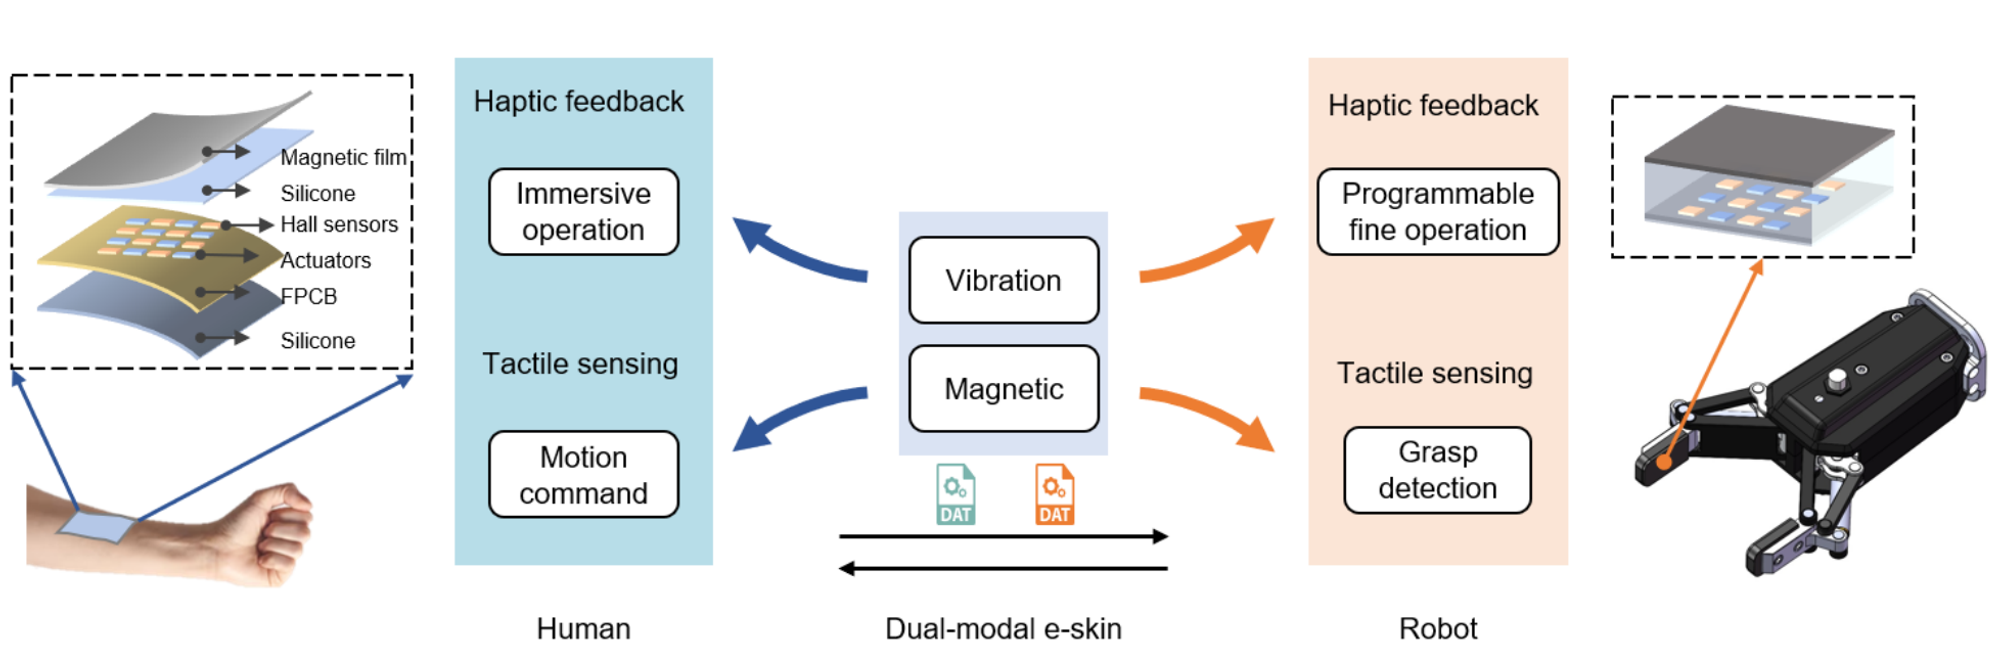 Magnetic film
Silicone
Hall sensors
Actuators
FPCB
Silicone
Haptic feedback
Immersive
operation
Tactile sensing
Motion
command
Human
Vibration
Magnetic
DAT
DAT
Dual-modal e-skin
Haptic feedback
Programmable
fine operation
Tactile sensing
Grasp
detection
Robot